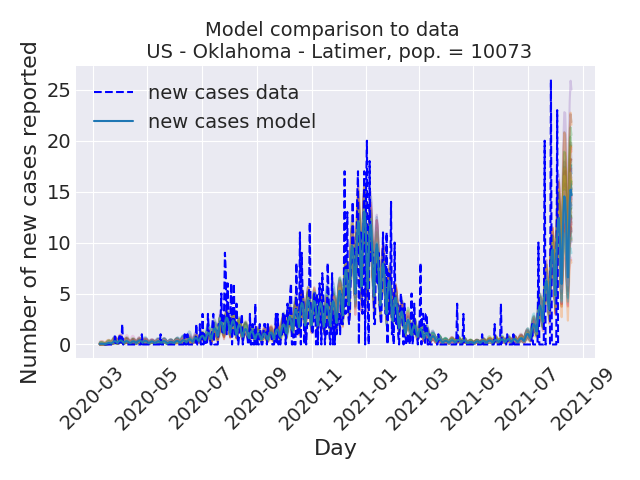 Model comparison to data
US - Oklahoma - Latimer, pop. = 10073
Number of new cases reported
25
20
15
10
5
0
new cases data
new cases model
2020-03
2020-05
2020-07
2020-09
2020-11
2021-01
2021-03
2021-05
2021-07
2021-09
Day